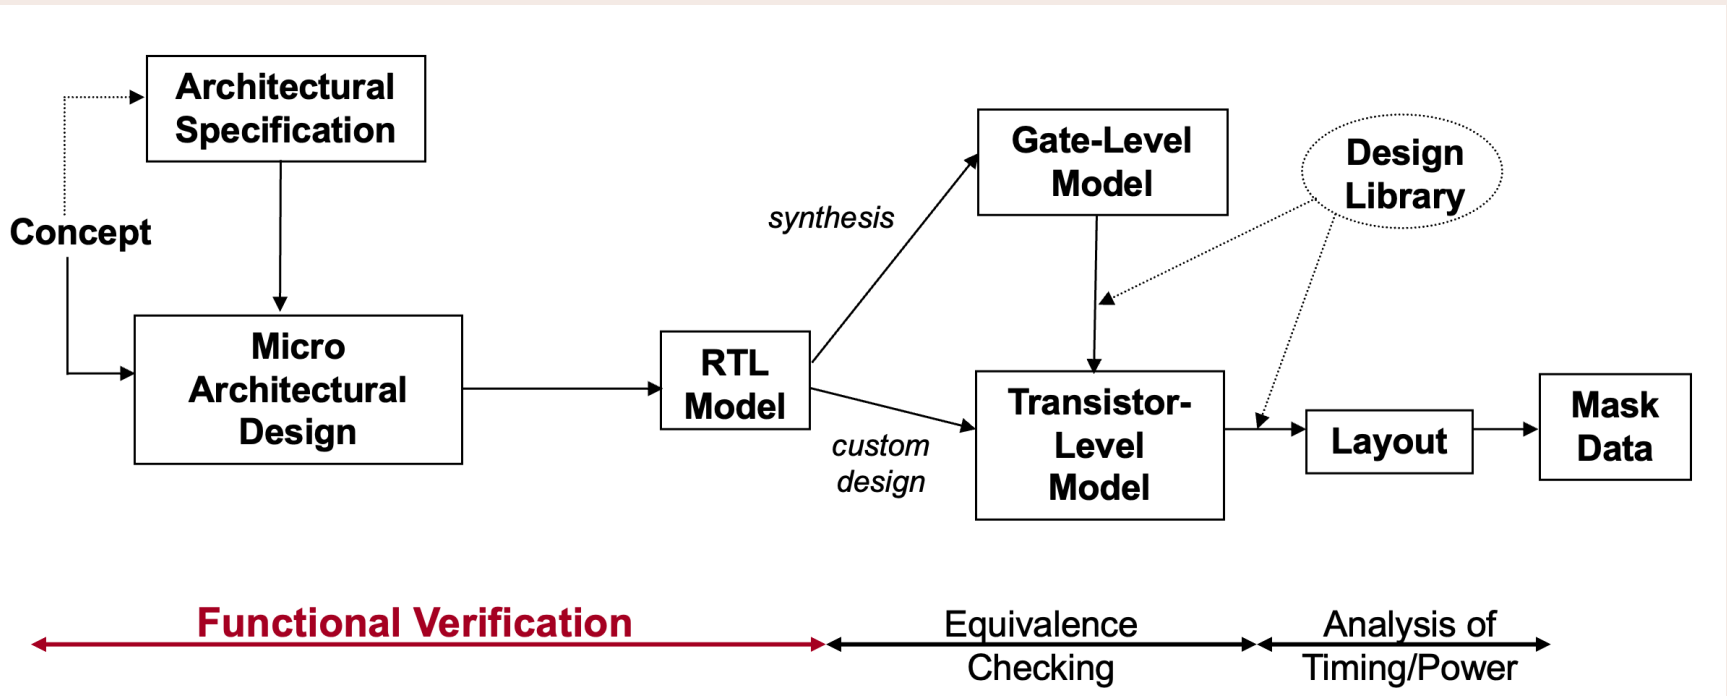 Architectural
Specification
Concept
Micro
Architectural
Design
RTL
Model
synthesis
custom
design
Gate-Level
Model
Design
Library
Transistor-
Level
Model
Layout
Mask
Data
Functional Verification
Equivalence
Checking
Analysis of
Timing/Power